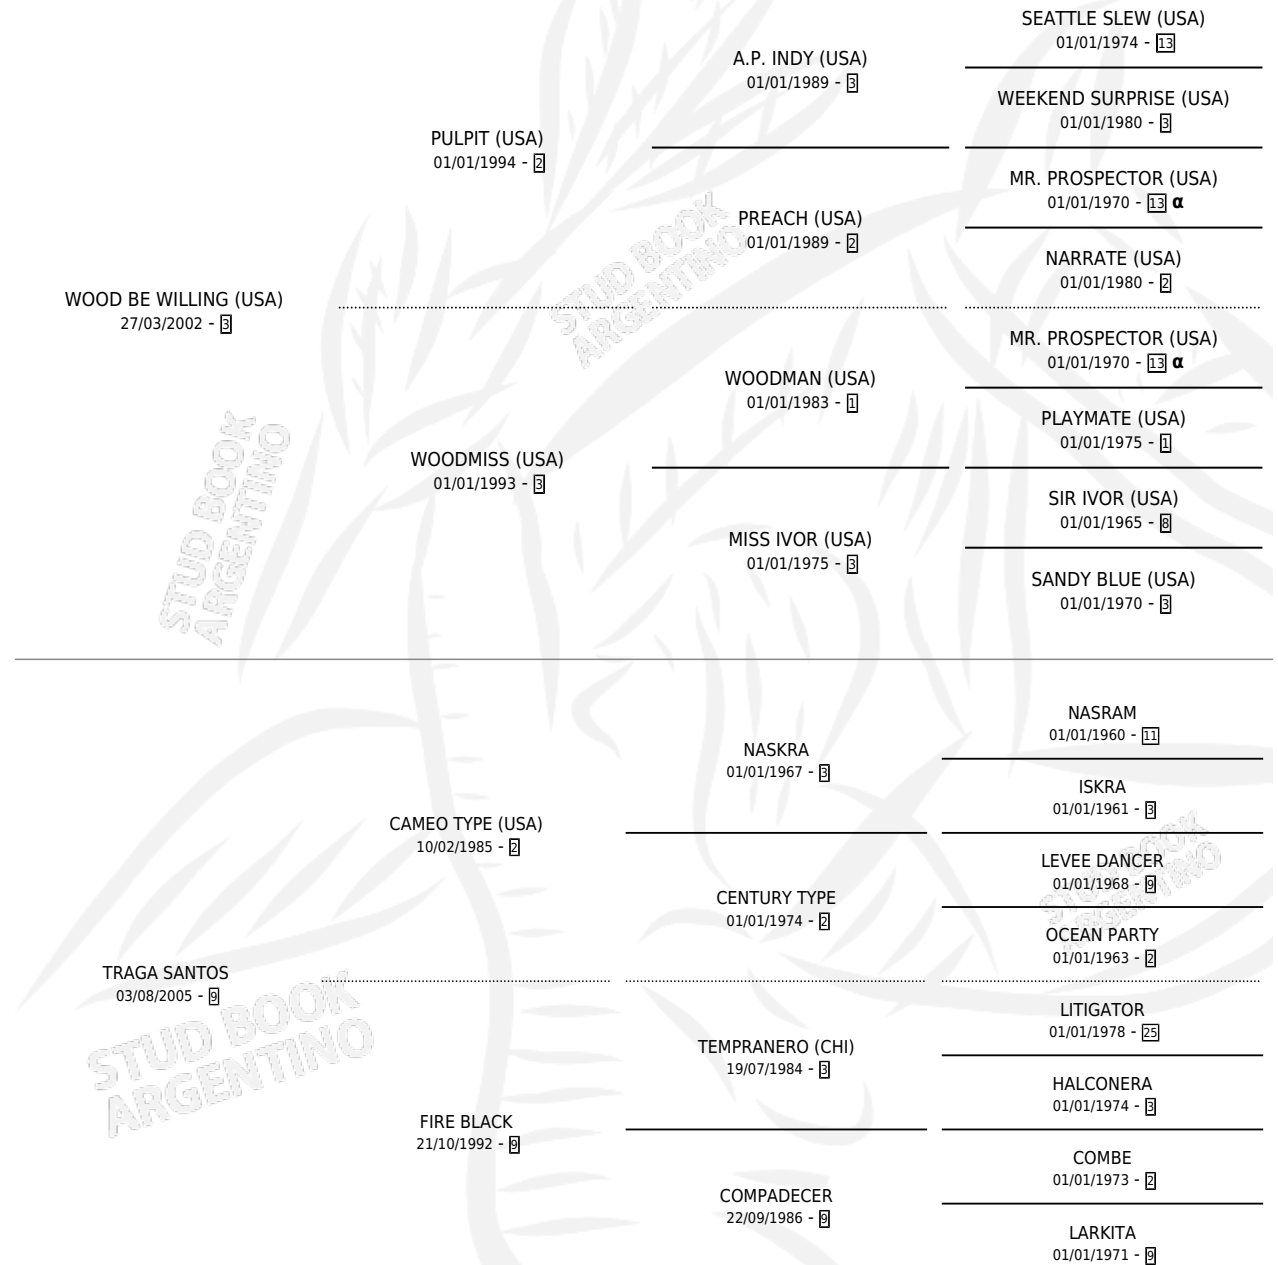 SEATTLE SLEW (USA)
01/01/1974 - 13
A.P. INDY (USA)
01/01/1989 - 3
WEEKEND SURPRISE (USA)
01/01/1980 - 3
PULPIT (USA)
01/01/1994 - 2
MR. PROSPECTOR (USA)
01/01/1970 - 13 α
PREACH (USA)
01/01/1989 - 2
NARRATE (USA)
01/01/1980 - 2
WOOD BE WILLING (USA)
27/03/2002 - 3
MR. PROSPECTOR (USA)
01/01/1970 - 13 α
WOODMAN (USA)
01/01/1983 - 1
PLAYMATE (USA)
01/01/1975 - 1
WOODMISS (USA)
01/01/1993 - 3
SIR IVOR (USA)
01/01/1965 - 8
MISS IVOR (USA)
01/01/1975 - 3
SANDY BLUE (USA)
01/01/1970 - 3
NASRAM
01/01/1960 - 11
NASKRA
01/01/1967 - 3
ISKRA
01/01/1961 - 3
CAMEO TYPE (USA)
10/02/1985 - 2
LEVEE DANCER
01/01/1968 - 9
CENTURY TYPE
01/01/1974 - 2
OCEAN PARTY
01/01/1963 - 2
TRAGA SANTOS
03/08/2005 - 9
LITIGATOR
01/01/1978 - 25
TEMPRANERO (CHI)
19/07/1984 - 3
HALCONERA
01/01/1974 - 3
FIRE BLACK
21/10/1992 - 9
COMBE
01/01/1973 - 2
COMPADECER
22/09/1986 - 9
LARKITA
01/01/1971 - 9
STUD BOOK
ARGENTINO
STUD BOOK
ARGENTINO
STUD BOOK
ARGENTINO
STUD BOOK
ARGENTINO